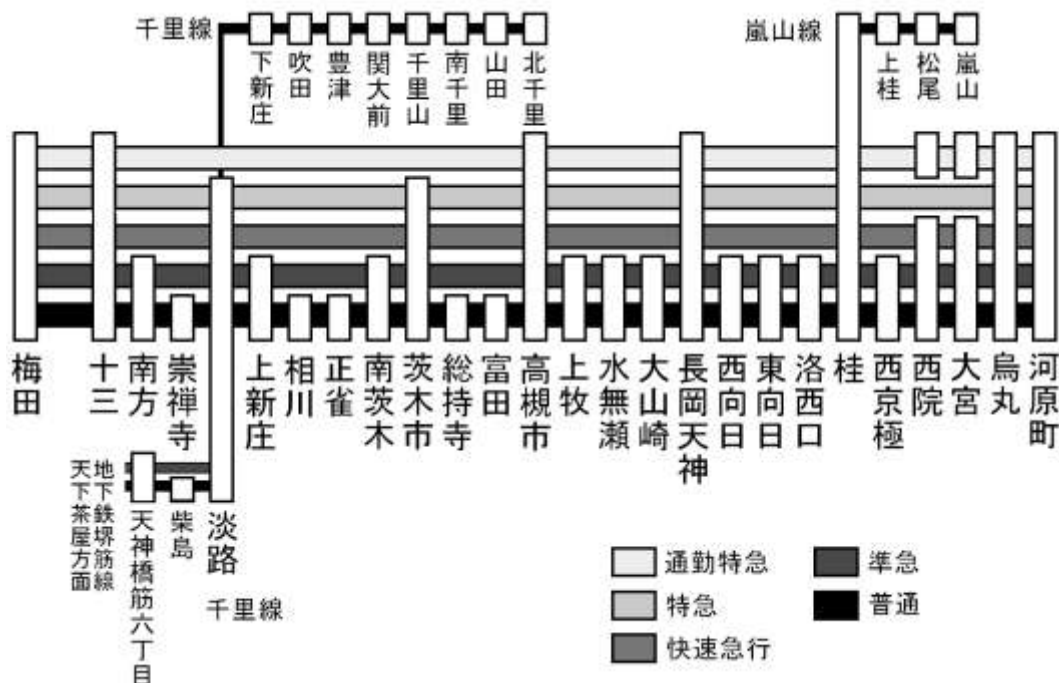 千里線
下新庄
吹田
豊津
関大前
千里山
南千里
山田
北千里
嵐山線
上桂
松尾
嵐山
梅田
十三
南方
崇禅寺
上新庄
相川
正雀
南茨木
茨木市
総持寺
富田
高槻市
上牧
水無瀬
大山崎
長岡天神
西向日
東向日
洛西口
桂
西京極
西院
大宮
烏丸
河原町
地下鉄堺筋線
天下茶屋方面
天神橋筋六丁目
柴島
淡路
千里線
通勤特急
特急
快速急行
準急
普通